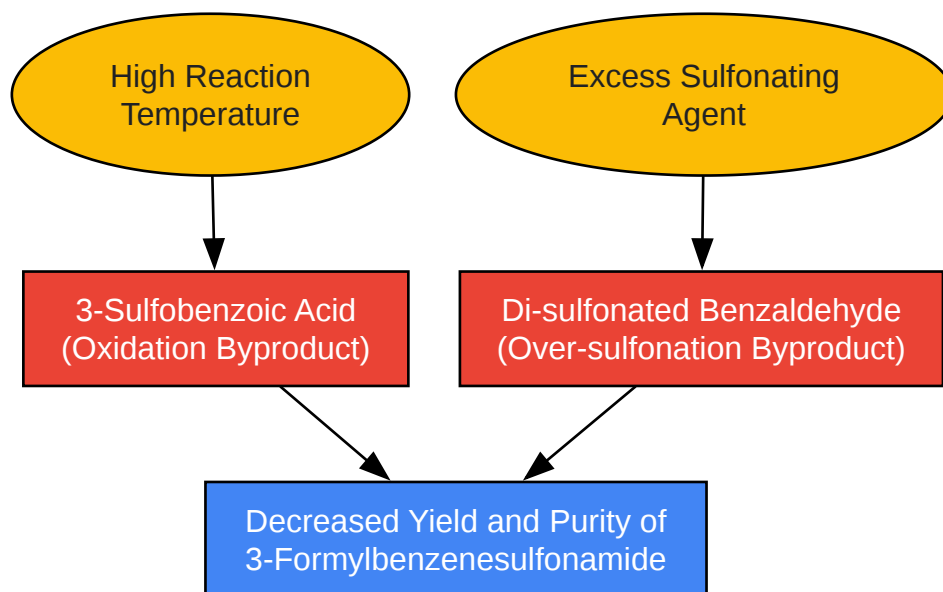 High Reaction
Temperature
Excess Sulfonating
Agent
3-Sulfobenzoic Acid
(Oxidation Byproduct)
Di-sulfonated Benzaldehyde
(Over-sulfonation Byproduct)
Decreased Yield and Purity of
3-Formylbenzenesulfonamide